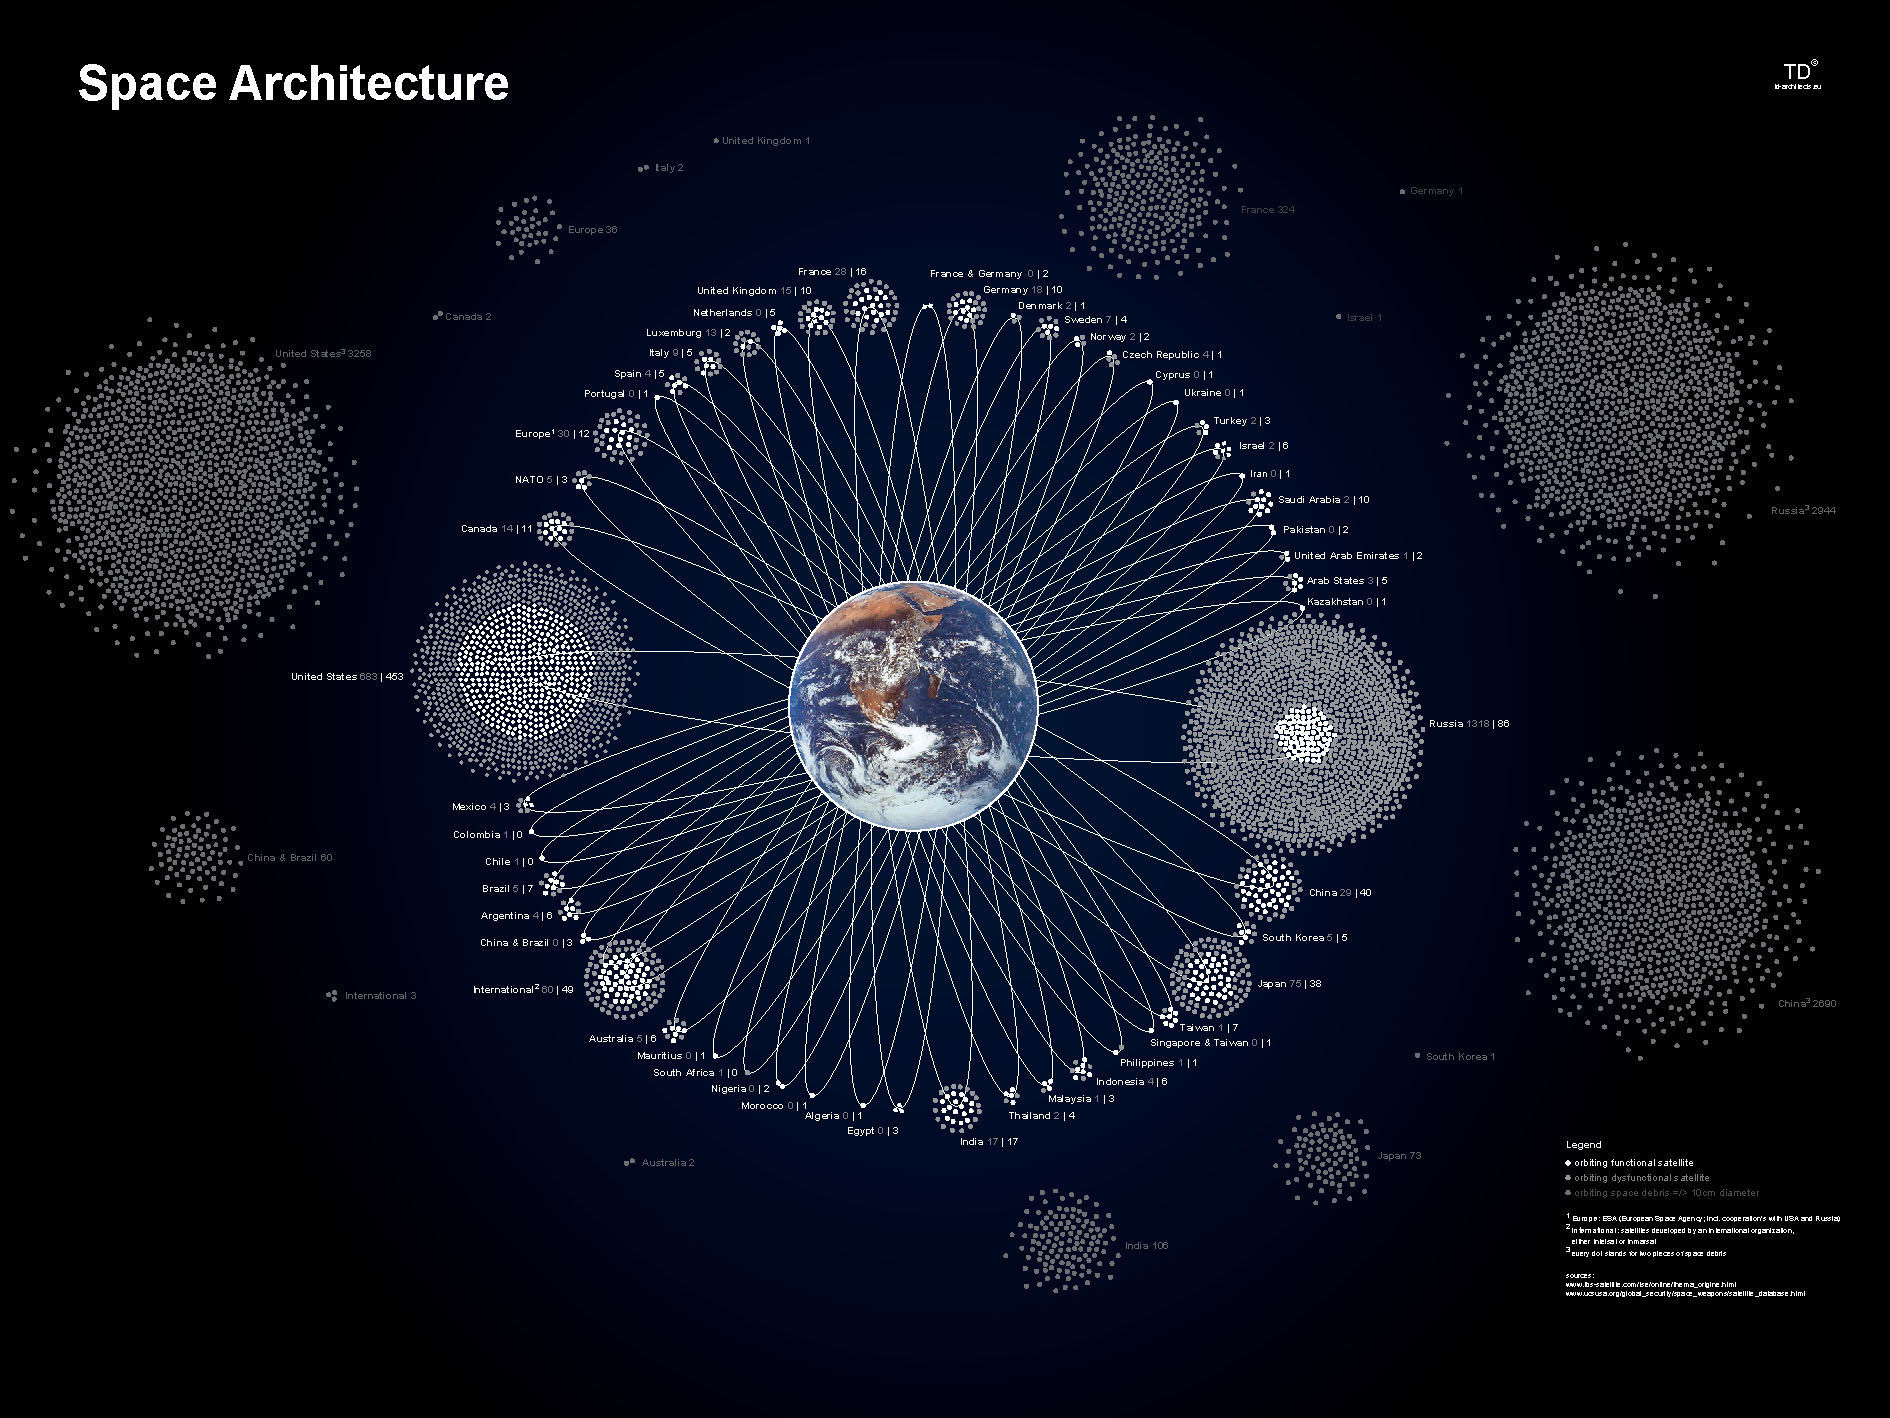 Space Architecture
TD©
td-architects.eu
United Kingdom 1
Italy 2
Europe 36
Canada 2
United States³ 3258
France 324
Germany 1
Israel 1
Russia³ 2944
China³ 2690
South Korea 1
Japan 73
India 106
Australia 2
International 3
China & Brazil 60
France 28 | 16
United Kingdom 15 | 10
Netherlands 0 | 5
Luxemburg 13 | 2
Italy 9 | 5
Spain 4 | 5
Portugal 0 | 1
Europe¹ 30 | 12
NATO 5 | 3
Canada 14 | 11
United States 683 | 453
Mexico 4 | 3
Colombia 1 | 0
Chile 1 | 0
Brazil 5 | 7
Argentina 4 | 6
China & Brazil 0 | 3
International² 60 | 49
Australia 5 | 6
Mauritius 0 | 1
South Africa 1 | 0
Nigeria 0 | 2
Morocco 0 | 1
Algeria 0 | 1
Egypt 0 | 3
India 17 | 17
Thailand 2 | 4
Malaysia 1 | 3
Indonesia 4 | 6
Philippines 1 | 1
Singapore & Taiwan 0 | 1
Taiwan 1 | 7
Japan 75 | 38
South Korea 5 | 5
China 29 | 40
Russia 1318 | 86
Kazakhstan 0 | 1
Arab States 3 | 5
United Arab Emirates 1 | 2
Pakistan 0 | 2
Saudi Arabia 2 | 10
Iran 0 | 1
Israel 2 | 6
Turkey 2 | 3
Ukraine 0 | 1
Cyprus 0 | 1
Czech Republic 4 | 1
Norway 2 | 2
Sweden 7 | 4
Denmark 2 | 1
Germany 18 | 10
France & Germany 0 | 2
Legend
orbiting functional satellite
orbiting dysfunctional satellite
orbiting space debris =/> 10cm diameter
1 Europe: ESA (European Space Agency; incl. cooperation's with USA and Russia)
2 International: satellites developed by an international organization,
either Intelsat or Inmarsat
3 every dot stands for two pieces of space debris
sources:
www.lbs-satellite.com/lse/online/thema_origine.html
www.ucsusa.org/global_security/space_weapons/satellite_database.html